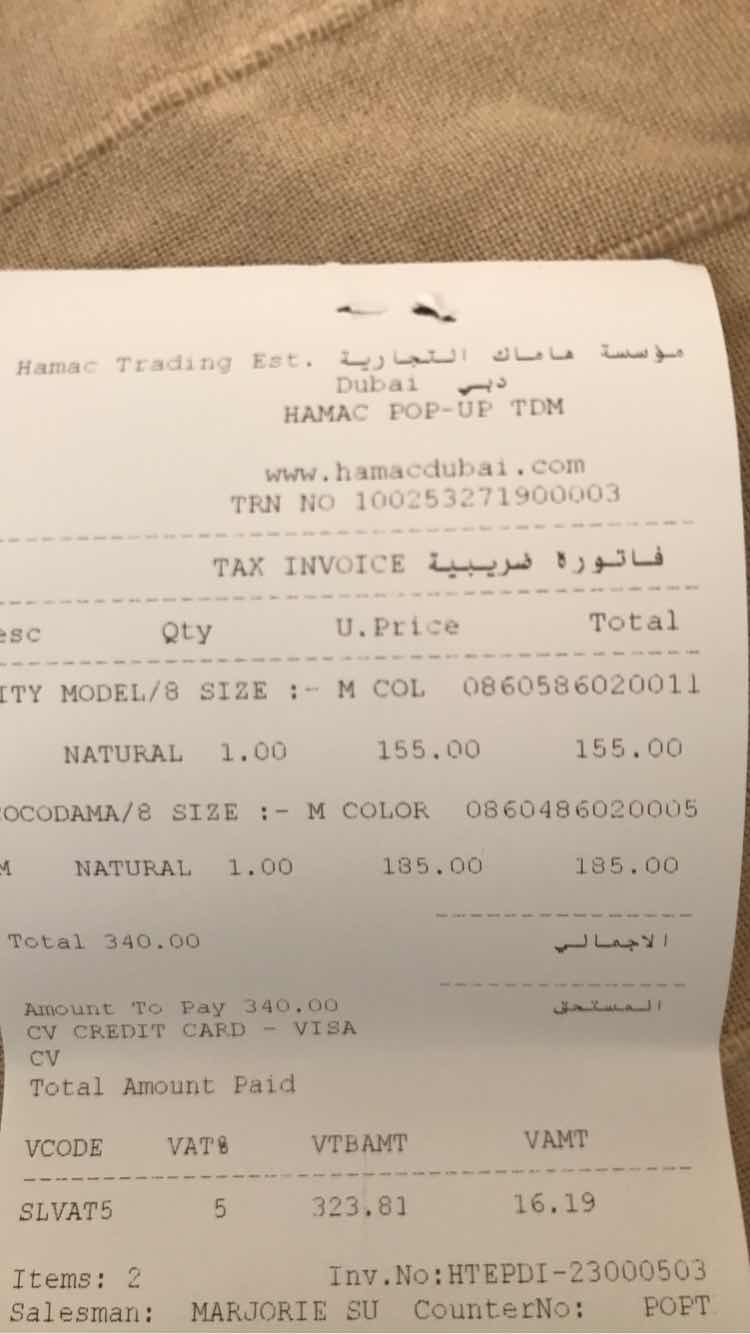 Hamac Trading Est. مؤسسة هاماك التجارية
Dubai دبي
HAMAC POP-UP TDM
www.hamacdubai.com
TRN NO 100253271900003
TAX INVOICE فاتورة ضريبية
esc Qty U.Price Total
ITY MODEL/8 SIZE :- M COL 0860586020011
NATURAL 1.00 155.00 155.00
OCODAMA/8 SIZE :- M COLOR 0860486020005
M NATURAL 1.00 185.00 185.00
Total 340.00 الاجمالي
Amount To Pay 340.00 المستحق
CV CREDIT CARD - VISA
CV
Total Amount Paid
VCODE VAT% VTBAMT VAMT
SLVAT5 5 323.81 16.19
Items: 2 Inv.No:HTEPDI-23000503
Salesman: MARJORIE SU CounterNo: POPT